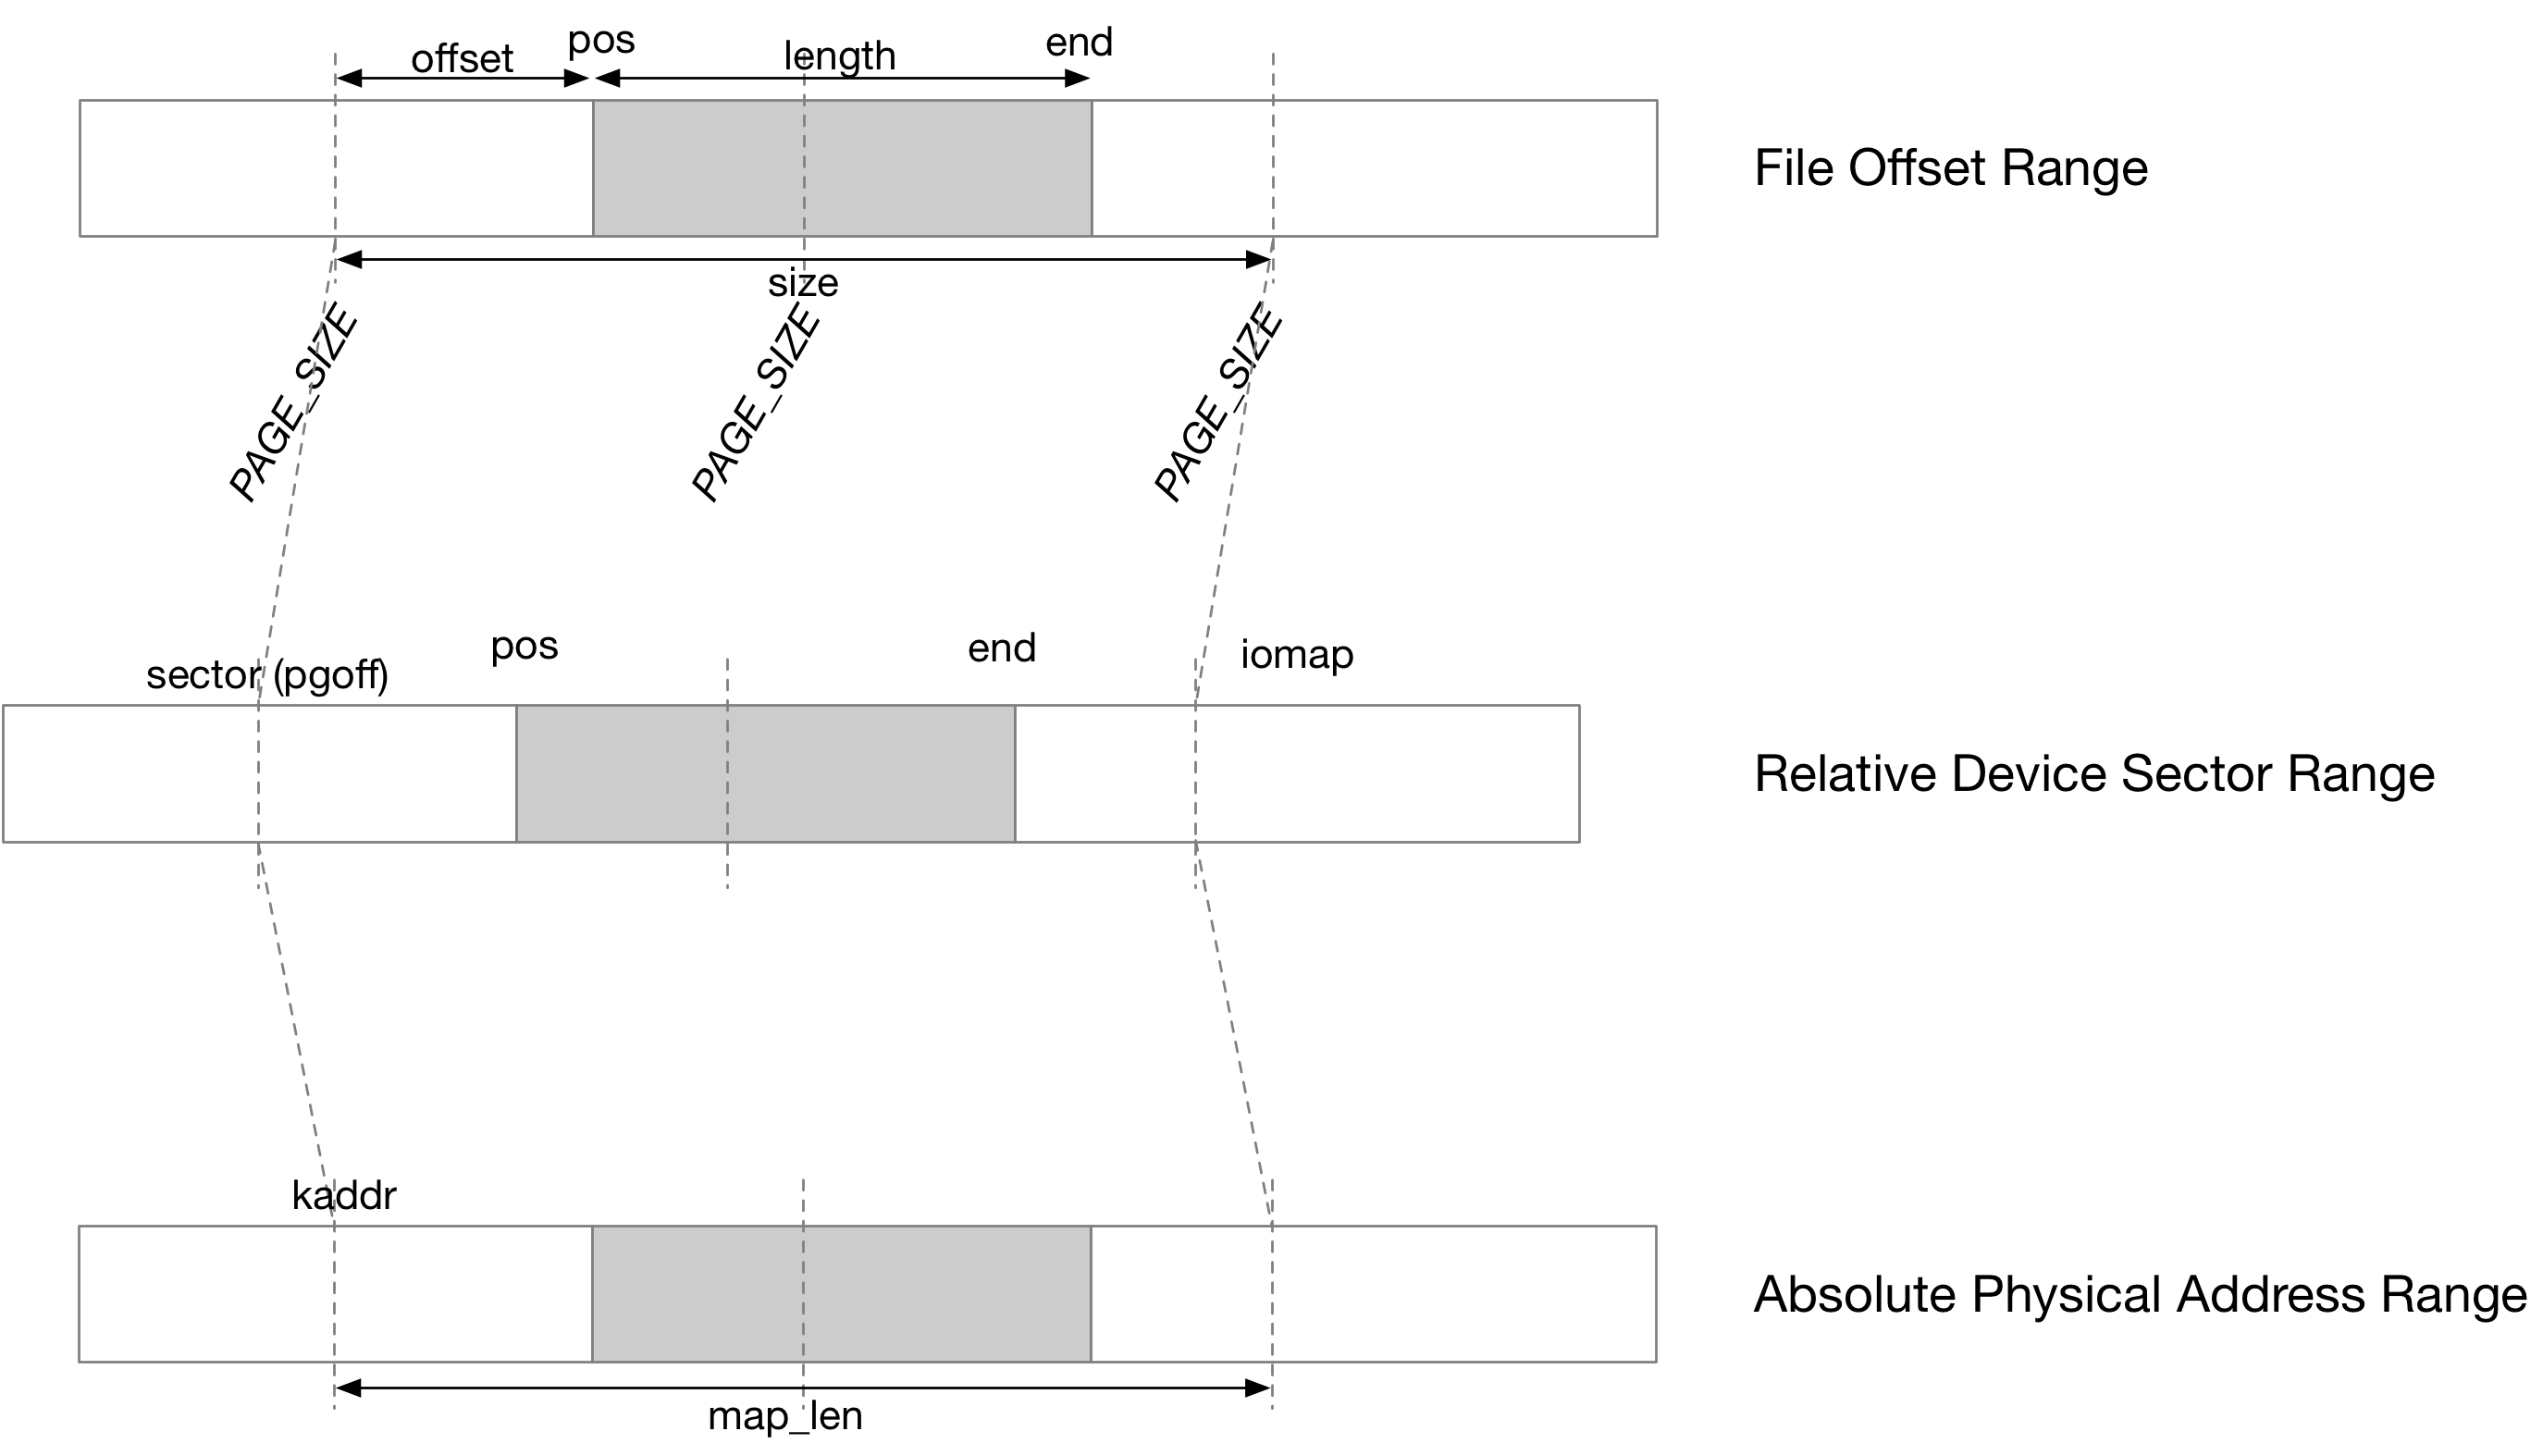 offset
pos
length
end
File Offset Range
size
PAGE_SIZE
PAGE_SIZE
PAGE_SIZE
sector (pgoff)
pos
end
iomap
Relative Device Sector Range
kaddr
Absolute Physical Address Range
map_len